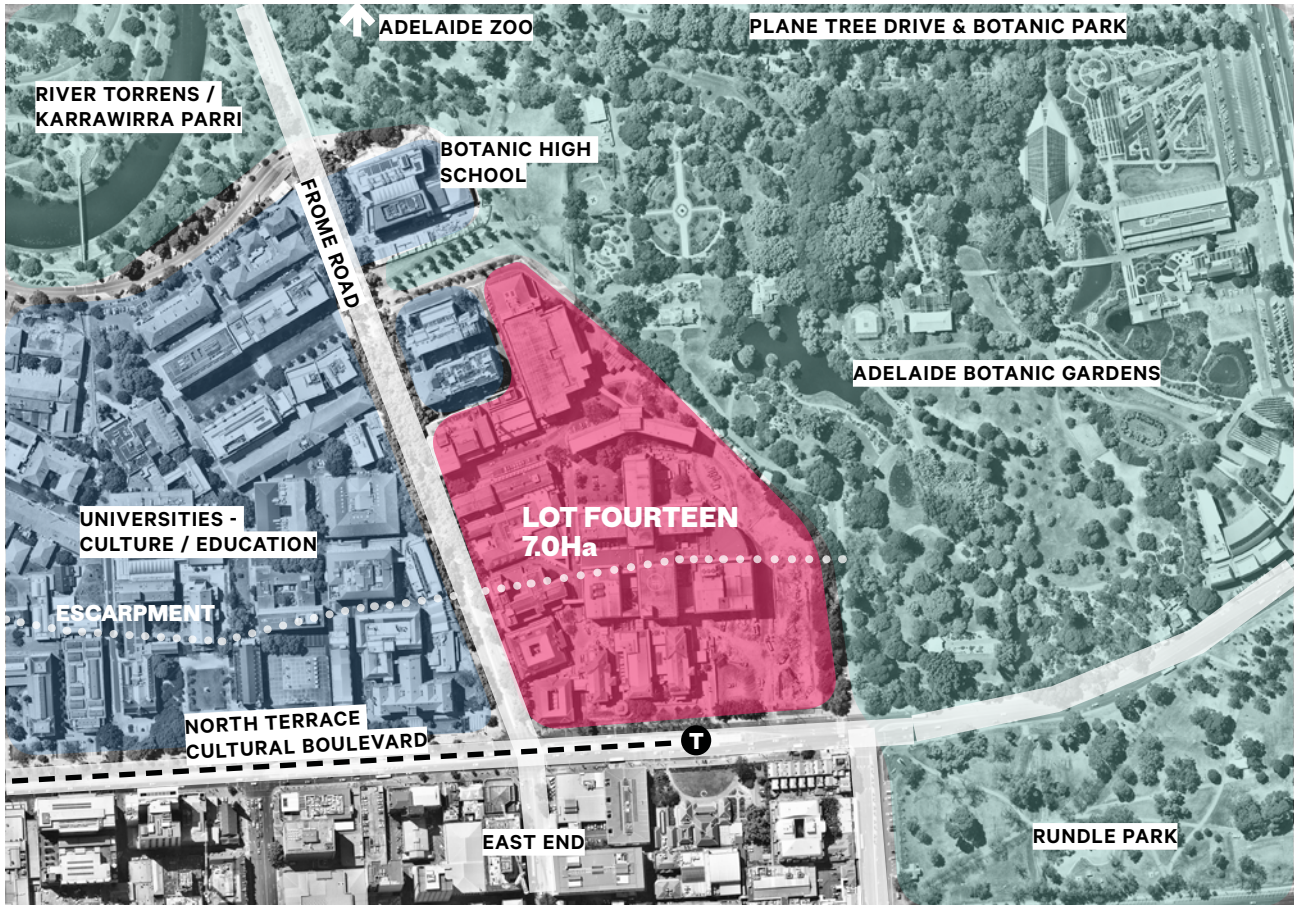 ADELAIDE ZOO
PLANE TREE DRIVE & BOTANIC PARK
RIVER TORRENS /
KARRAWIRRA PARRI
BOTANIC HIGH
SCHOOL
FROME ROAD
ADELAIDE BOTANIC GARDENS
LOT FOURTEEN
7.0Ha
UNIVERSITIES -
CULTURE / EDUCATION
ESCARPMENT
NORTH TERRACE
CULTURAL BOULEVARD
T
EAST END
RUNDLE PARK